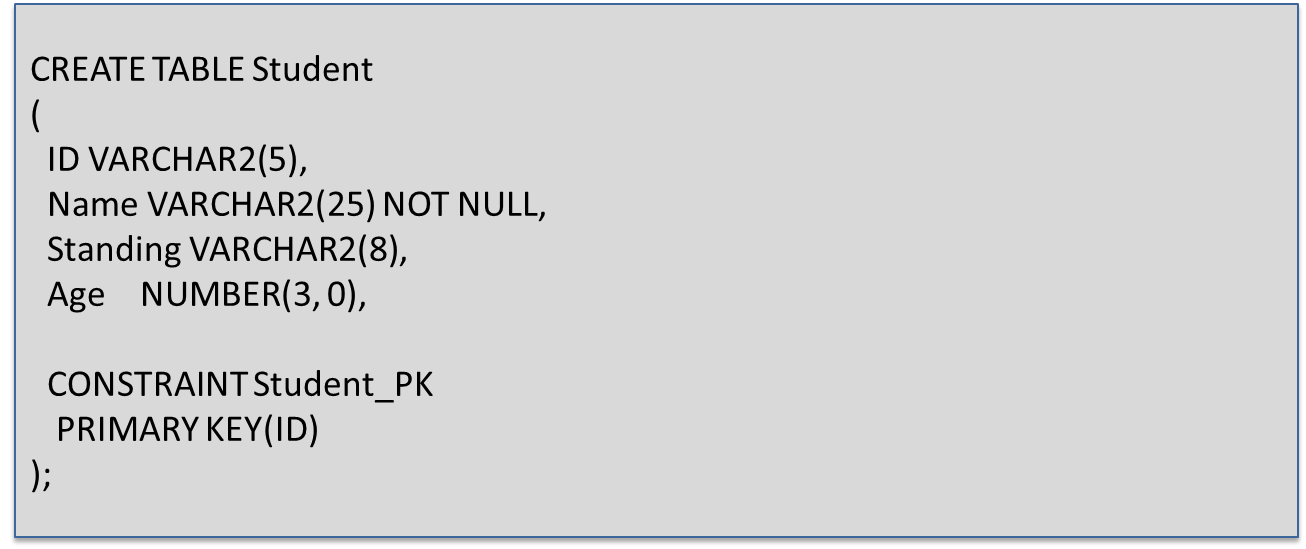 CREATE TABLE Student
(
ID VARCHAR2(5),
Name VARCHAR2(25) NOT NULL,
Standing VARCHAR2(8),
Age NUMBER(3, 0),
CONSTRAINT Student_PK
PRIMARY KEY(ID)
);